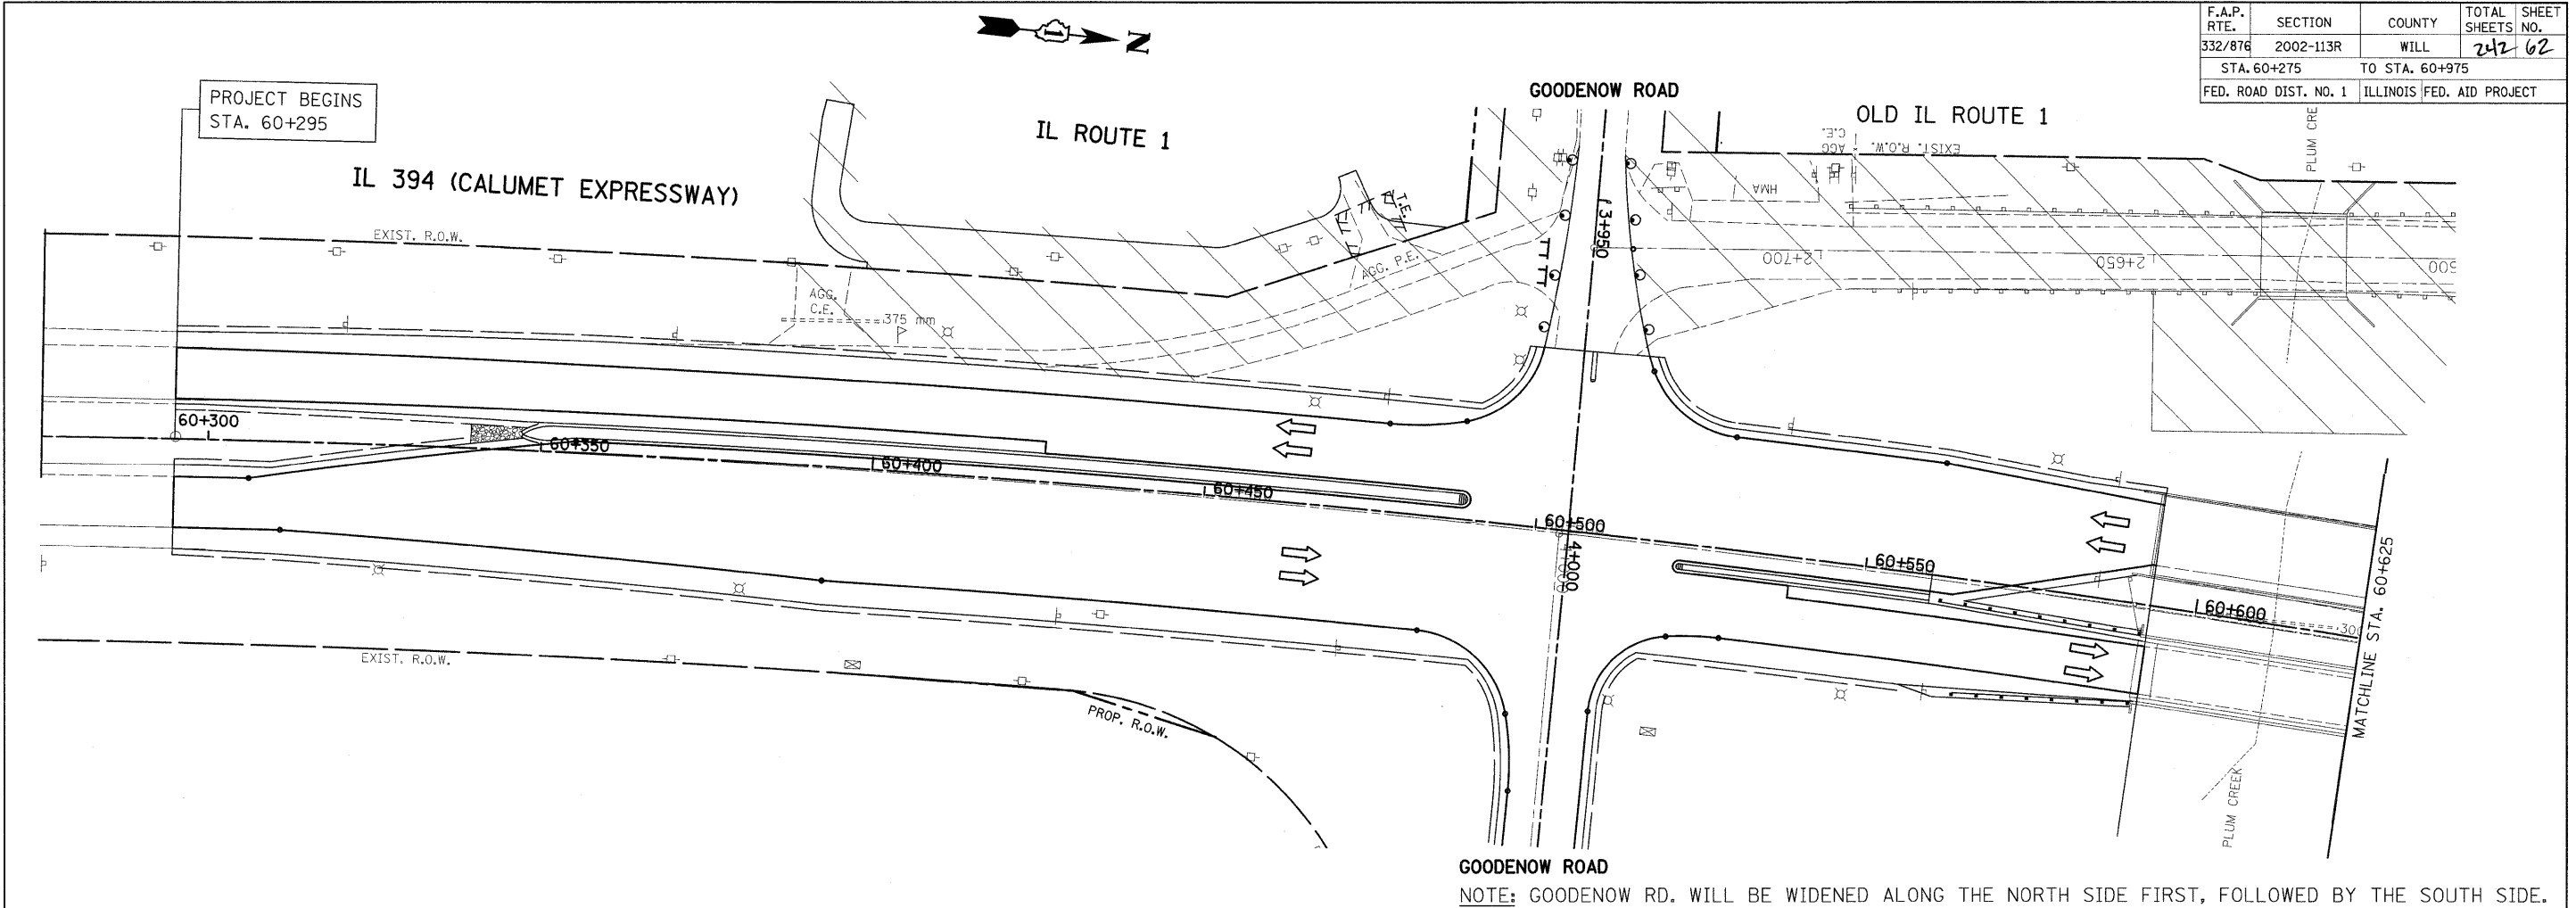 F.A.P. RTE. SECTION COUNTY TOTAL SHEETS SHEET NO.
332/876 2002-113R WILL 242 62
STA. 60+275 TO STA. 60+975
FED. ROAD DIST. NO. 1 ILLINOIS FED. AID PROJECT
1 N
PROJECT BEGINS
STA. 60+295
GOODENOW ROAD
IL ROUTE 1
OLD IL ROUTE 1
IL 394 (CALUMET EXPRESSWAY)
AGG C.E.
EXIST. R.O.W.
PLUM CRE
HMA
T.E.
EXIST. R.O.W.
3+950
AGG. P.E.
2+700
2+650
AGG.
C.E.
375 mm
60+300
60+350
60+400
60+450
60+500
4+000
60+550
60+600
300
MATCHLINE STA. 60+625
EXIST. R.O.W.
PROP. R.O.W.
PLUM CREEK
GOODENOW ROAD
NOTE: GOODENOW RD. WILL BE WIDENED ALONG THE NORTH SIDE FIRST, FOLLOWED BY THE SOUTH SIDE.